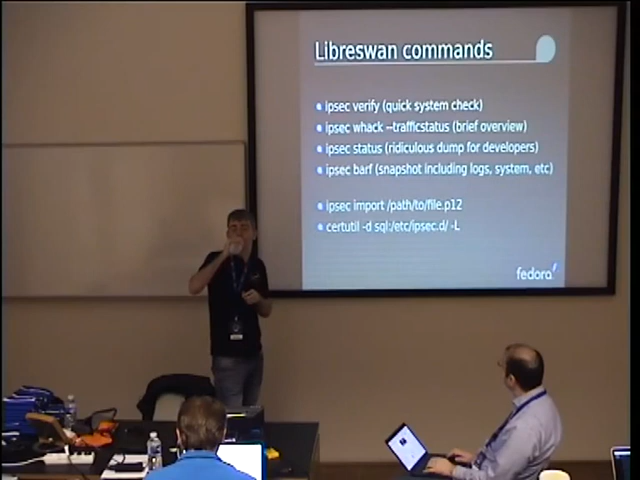 Libreswan commands
ipsec verify (quick system check)
ipsec whack --trafficstatus (brief overview)
ipsec status (ridiculous dump for developers)
ipsec barf (snapshot including logs, system, etc)
ipsec import /path/to/file.p12
certutil -d sql:/etc/ipsec.d/ -L
fedora